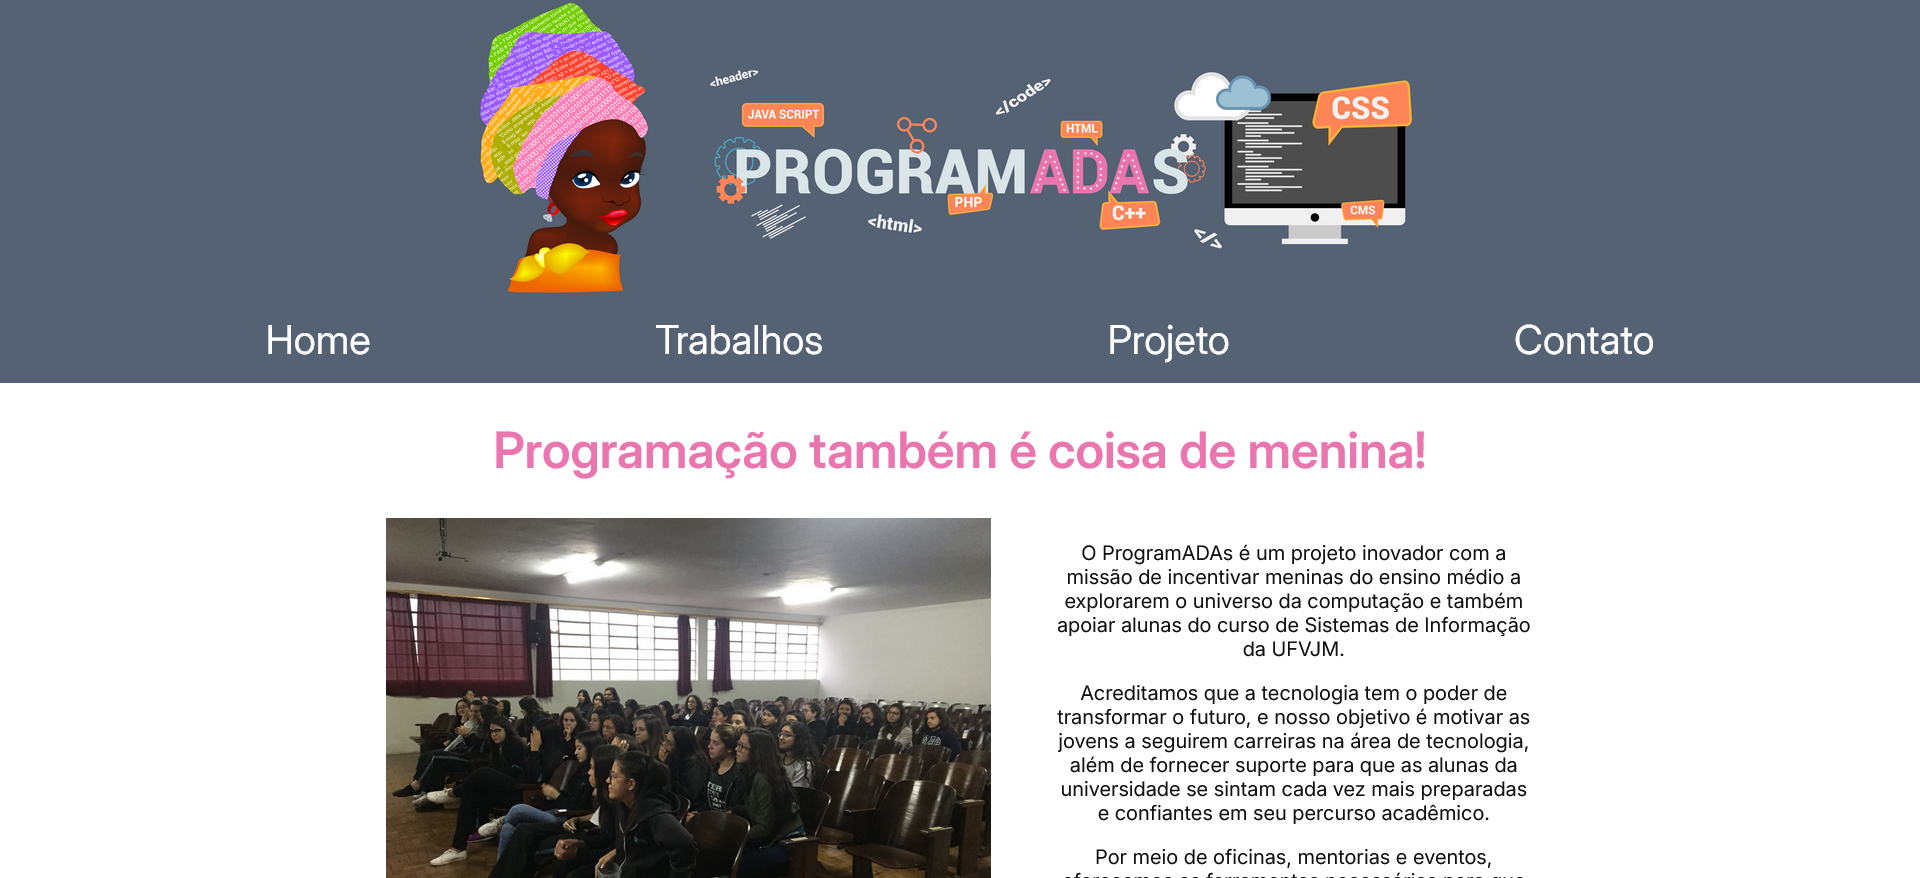 <header>
</code>
JAVA SCRIPT
HTML
CSS
PROGRAMADAS
PHP
C++
CMS
<html>
</>
Home
Trabalhos
Projeto
Contato
Programação também é coisa de menina!
O ProgramADAs é um projeto inovador com a
missão de incentivar meninas do ensino médio a
explorarem o universo da computação e também
apoiar alunas do curso de Sistemas de Informação
da UFVJM.
Acreditamos que a tecnologia tem o poder de
transformar o futuro, e nosso objetivo é motivar as
jovens a seguirem carreiras na área de tecnologia,
além de fornecer suporte para que as alunas da
universidade se sintam cada vez mais preparadas
e confiantes em seu percurso acadêmico.
Por meio de oficinas, mentorias e eventos,